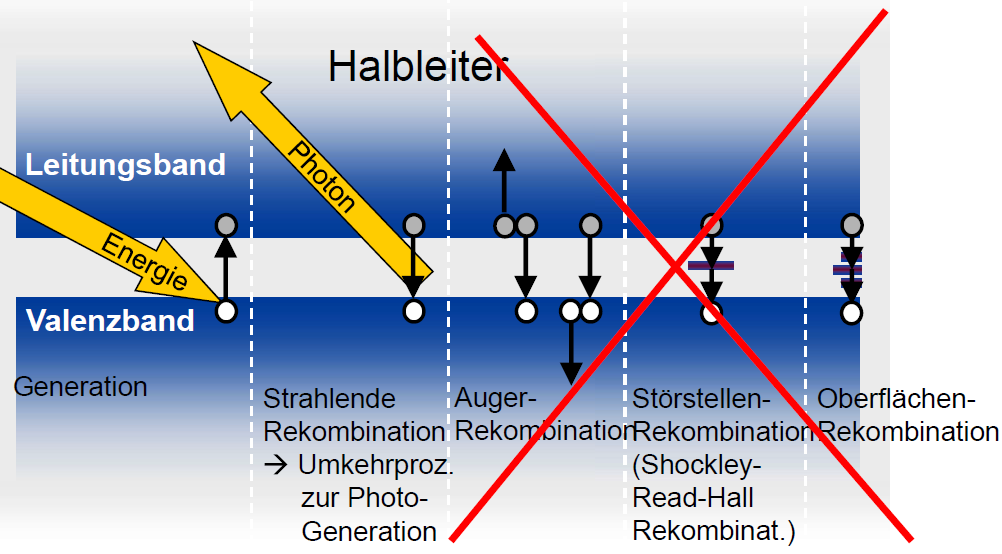 Halbleiter
Leitungsband
Photon
Energie
Valenzband
Generation
Strahlende
Rekombination
→ Umkehrproz.
zur Photo-
Generation
Auger-
Rekombination
Störstellen-
Rekombination
(Shockley-
Read-Hall
Rekombinat.)
Oberflächen-
Rekombination